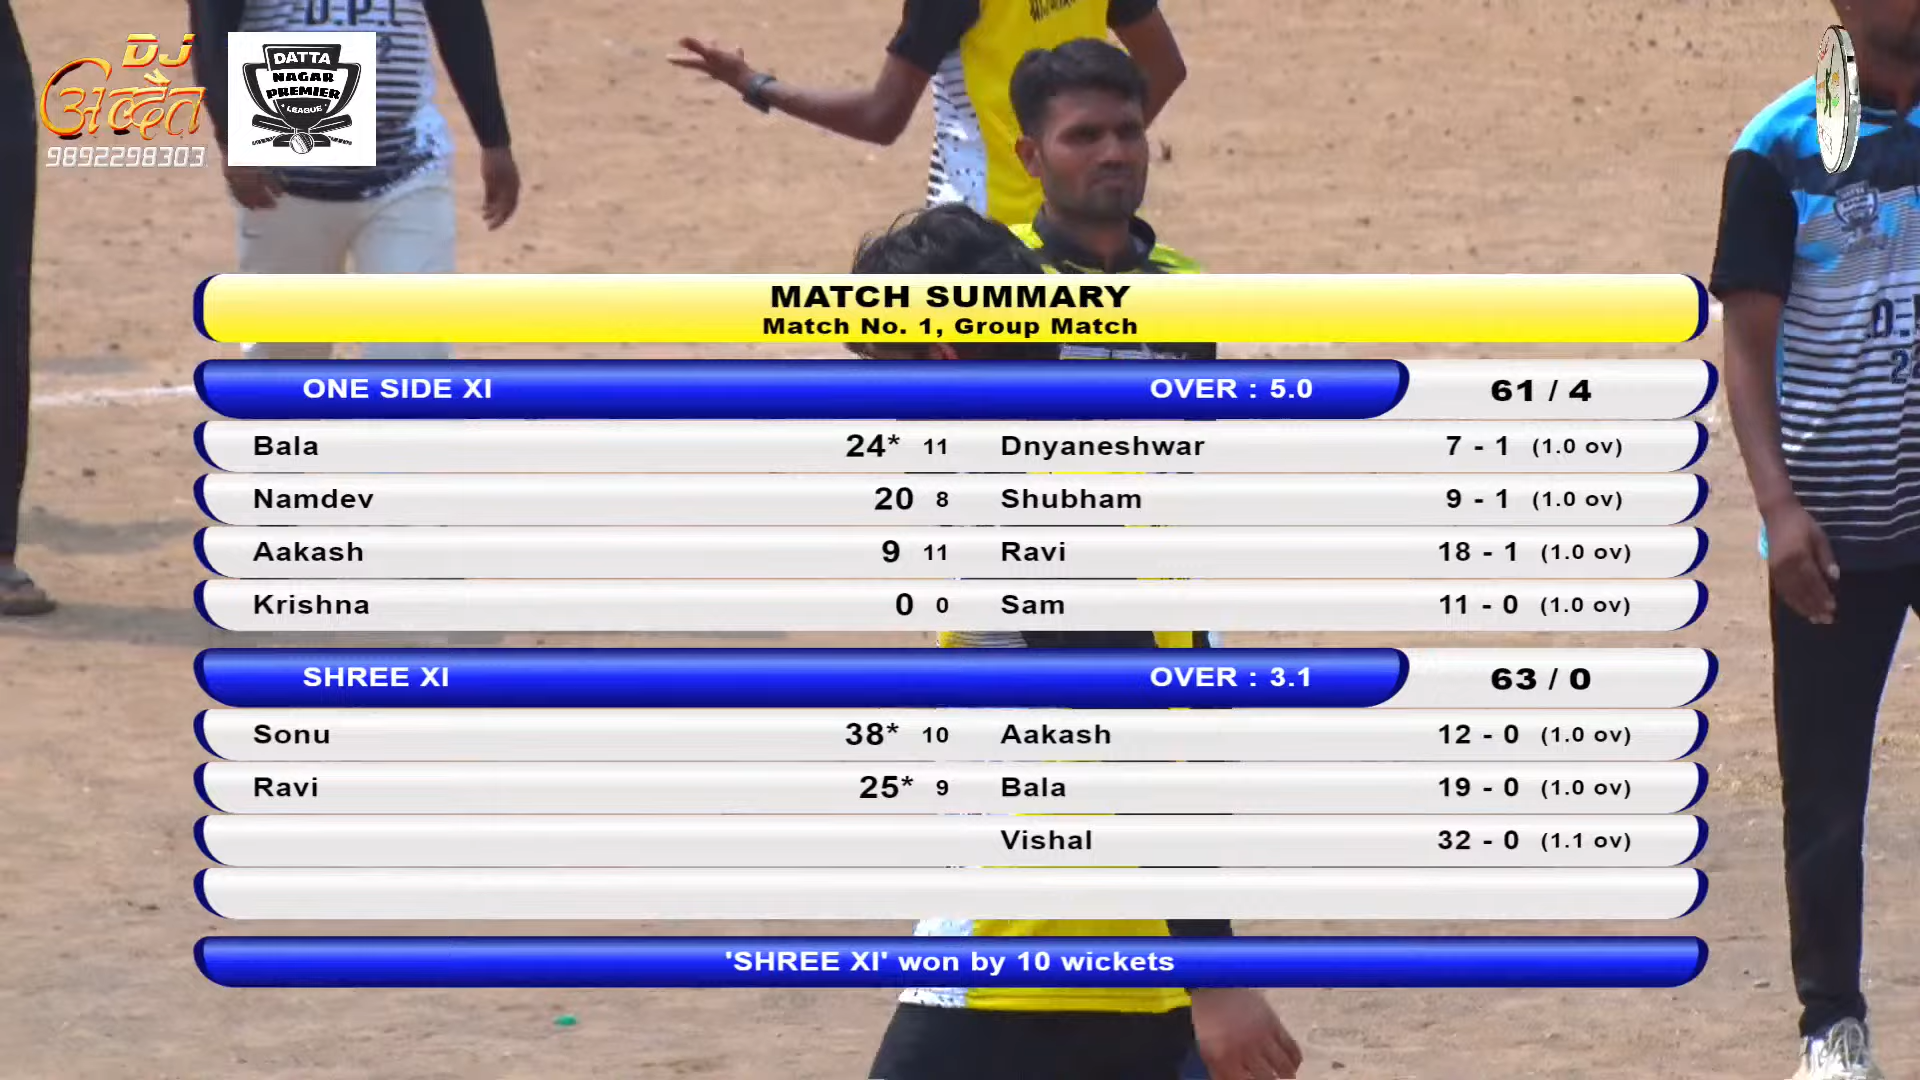 D.P.L
DJ
अव्दैत
9892298303
DATTA
NAGAR
PREMIER
LEAGUE
MATCH SUMMARY
Match No. 1, Group Match
ONE SIDE XI OVER : 5.0 61 / 4
Bala 24* 11 Dnyaneshwar 7 - 1 (1.0 ov)
Namdev 20 8 Shubham 9 - 1 (1.0 ov)
Aakash 9 11 Ravi 18 - 1 (1.0 ov)
Krishna 0 0 Sam 11 - 0 (1.0 ov)
SHREE XI OVER : 3.1 63 / 0
Sonu 38* 10 Aakash 12 - 0 (1.0 ov)
Ravi 25* 9 Bala 19 - 0 (1.0 ov)
Vishal 32 - 0 (1.1 ov)
'SHREE XI' won by 10 wickets